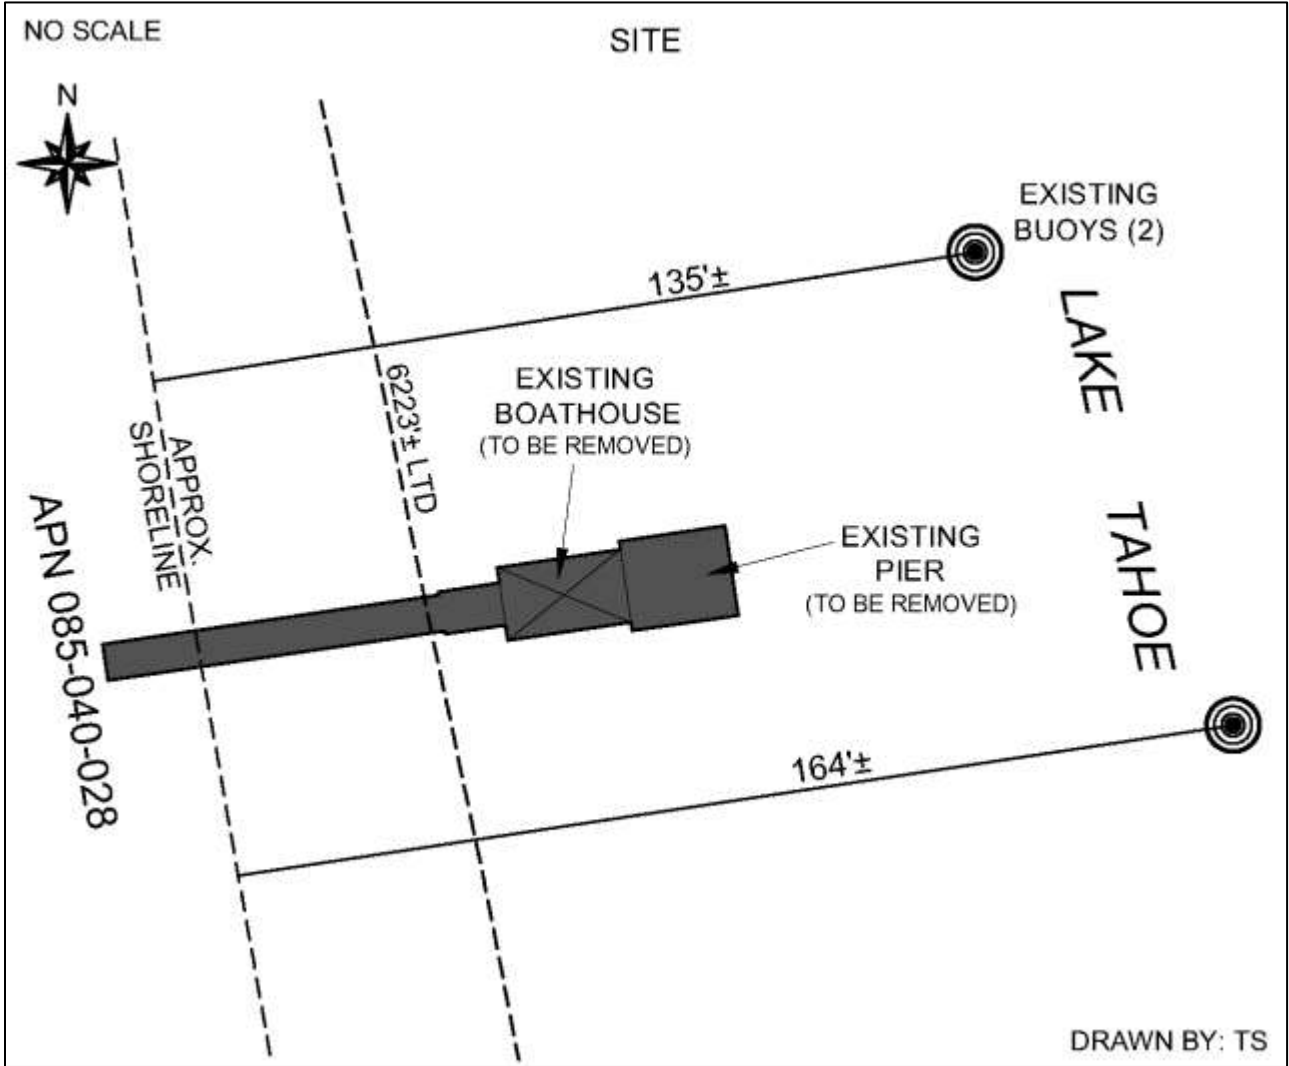 NO SCALE
SITE
N
EXISTING
BUOYS (2)
135'±
LAKE TAHOE
EXISTING
BOATHOUSE
(TO BE REMOVED)
6223'± LTD
APPROX.
SHORELINE
APN 085-040-028
EXISTING
PIER
(TO BE REMOVED)
164'±
DRAWN BY: TS